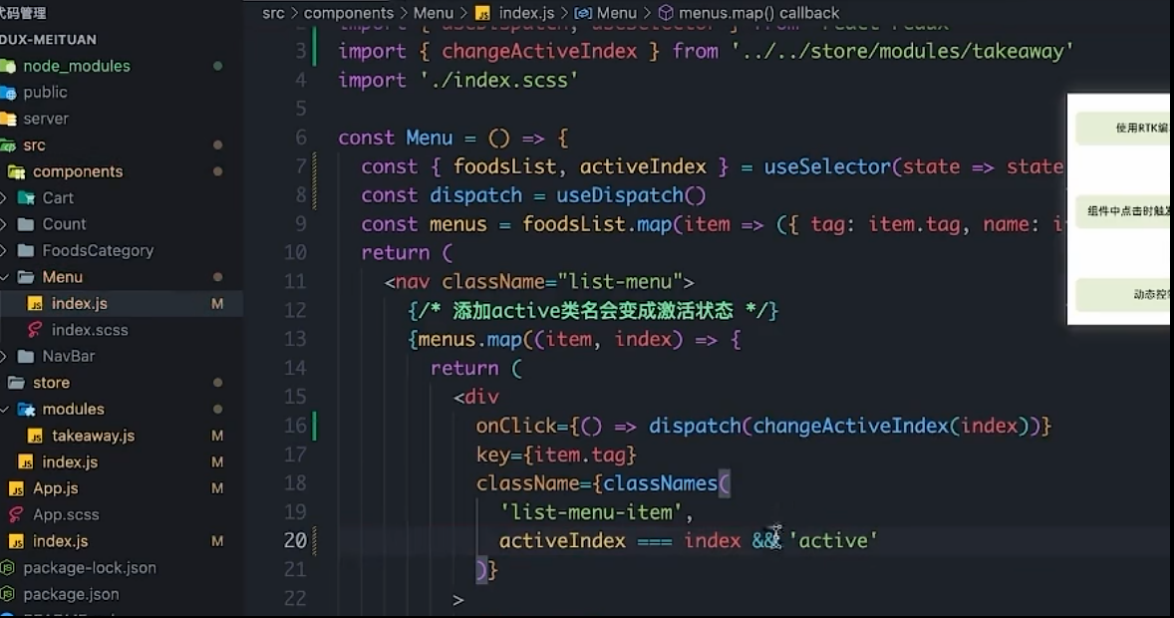 代码管理
DUX-MEITUAN
node_modules
public
server
src
components
Cart
Count
FoodsCategory
Menu
index.js M
index.scss
NavBar
store
modules
takeaway.js M
index.js M
App.js M
App.scss
index.js M
package-lock.json
package.json
src > components > Menu > index.js > Menu > menus.map() callback
2 import { useDispatch, useSelector } from 'react-redux'
3 import { changeActiveIndex } from '../../store/modules/takeaway'
4 import './index.scss'
5
6 const Menu = () => {
7 const { foodsList, activeIndex } = useSelector(state => state
8 const dispatch = useDispatch()
9 const menus = foodsList.map(item => ({ tag: item.tag, name: i
10 return (
11 <nav className="list-menu">
12 {/* 添加active类名会变成激活状态 */}
13 {menus.map((item, index) => {
14 return (
15 <div
16 onClick={() => dispatch(changeActiveIndex(index))}
17 key={item.tag}
18 className={classNames(
19 'list-menu-item',
20 activeIndex === index && 'active'
21 )}
22 >
使用RTK编
组件中点击时触发
动态控制